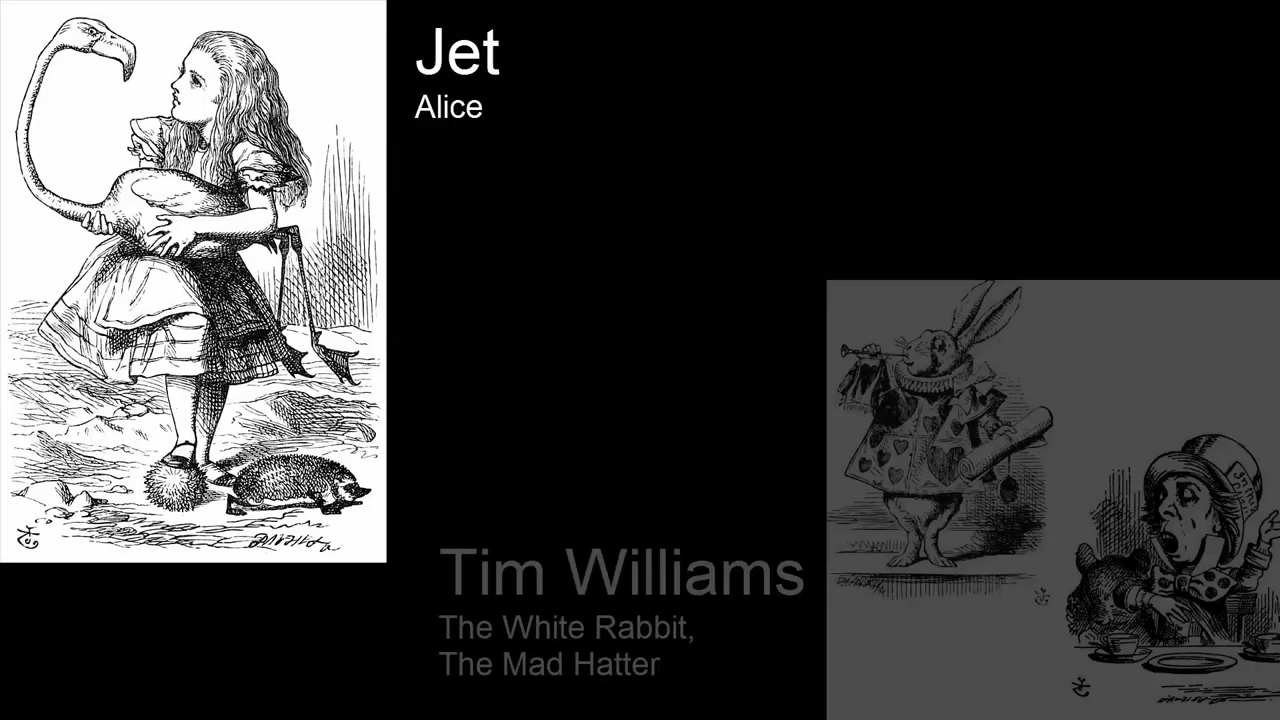 Jet
Alice
Tim Williams
The White Rabbit,
The Mad Hatter